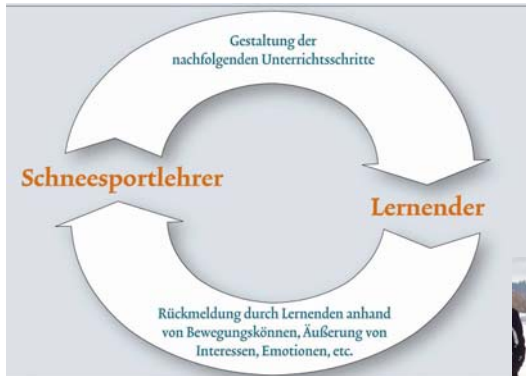 Gestaltung der
nachfolgenden Unterrichtsschritte
Schneesportlehrer
Lernender
Rückmeldung durch Lernenden anhand
von Bewegungskönnen, Äußerung von
Interessen, Emotionen, etc.